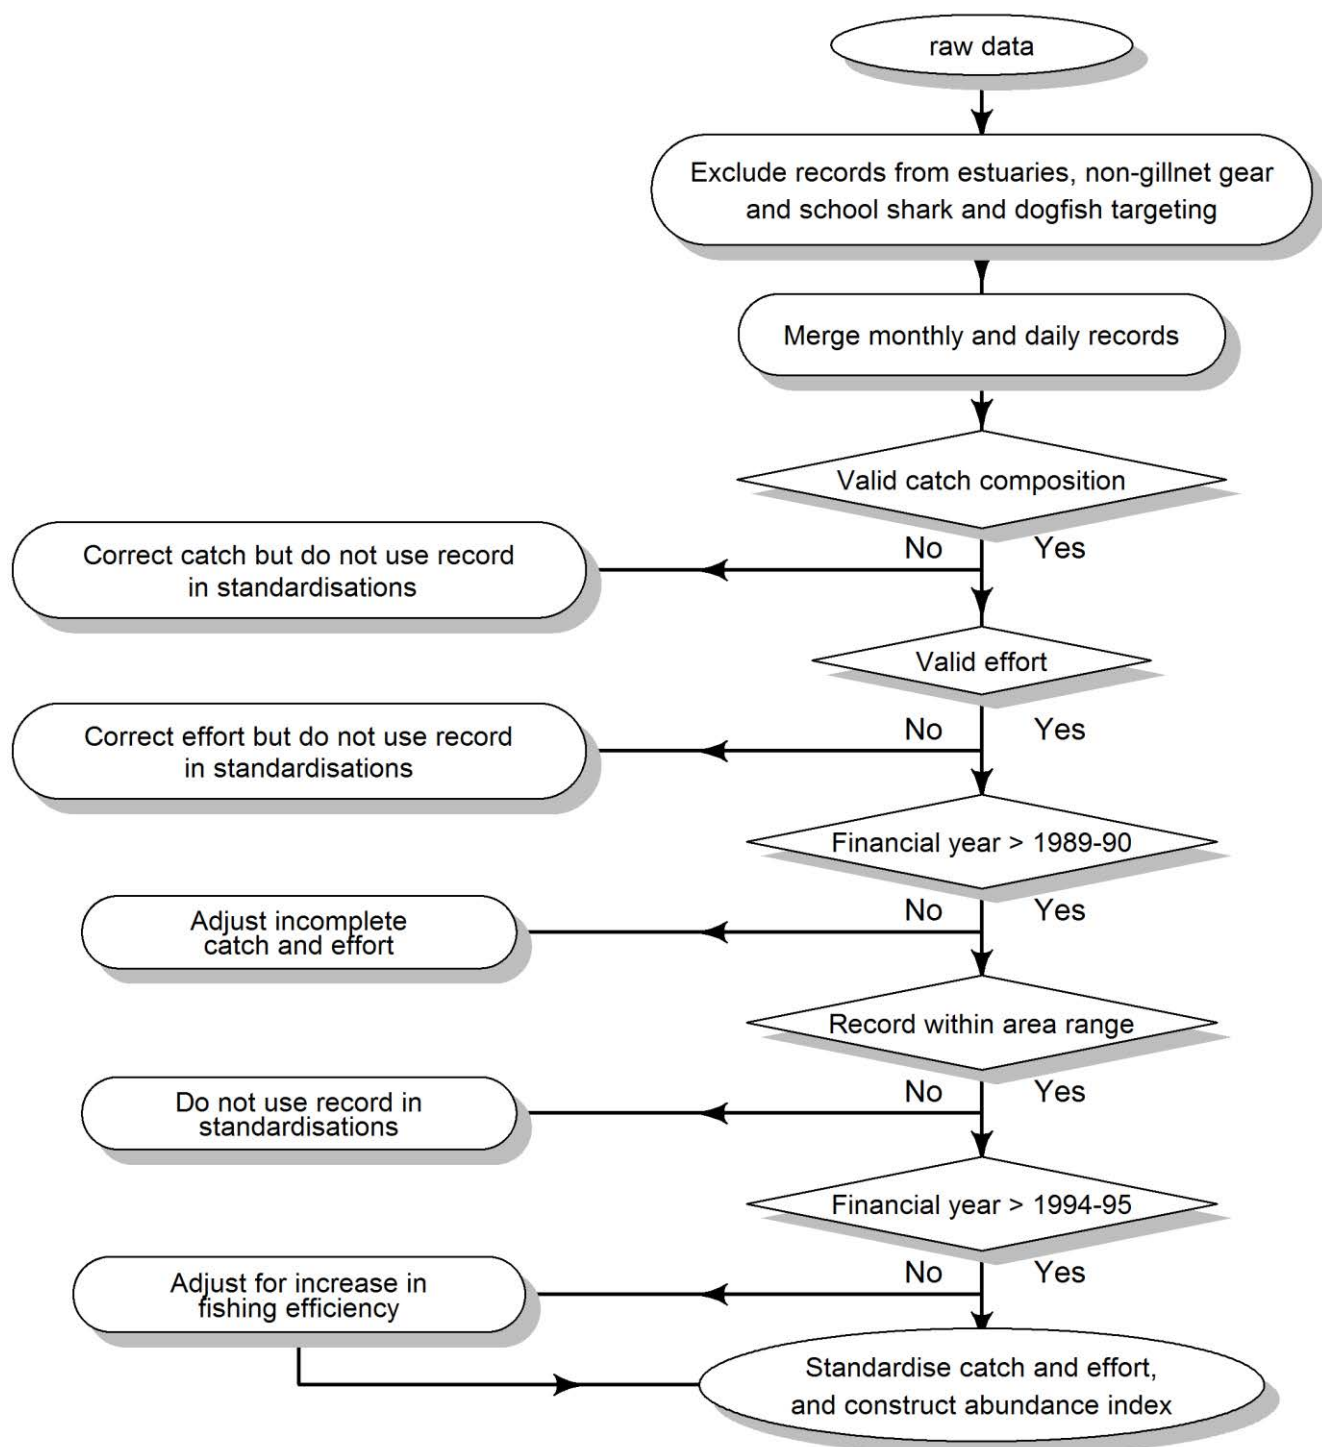 raw data
Exclude records from estuaries, non-gillnet gear
and school shark and dogfish targeting
Merge monthly and daily records
Valid catch composition
No Yes
Correct catch but do not use record
in standardisations
Valid effort
No Yes
Correct effort but do not use record
in standardisations
Financial year > 1989-90
No Yes
Adjust incomplete
catch and effort
Record within area range
No Yes
Do not use record in
standardisations
Financial year > 1994-95
No Yes
Adjust for increase in
fishing efficiency
Standardise catch and effort,
and construct abundance index